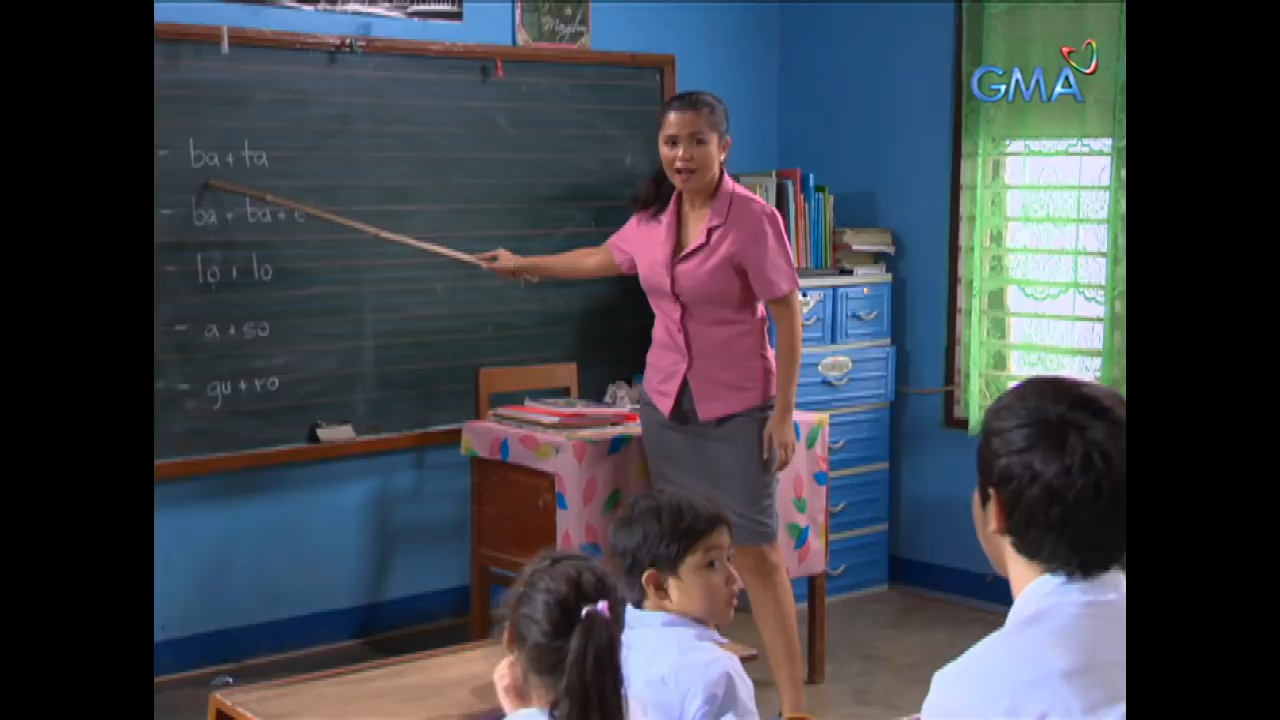 GMA
- ba + ta
- ba + ba + e
- lo + lo
- a + so
- gu + ro